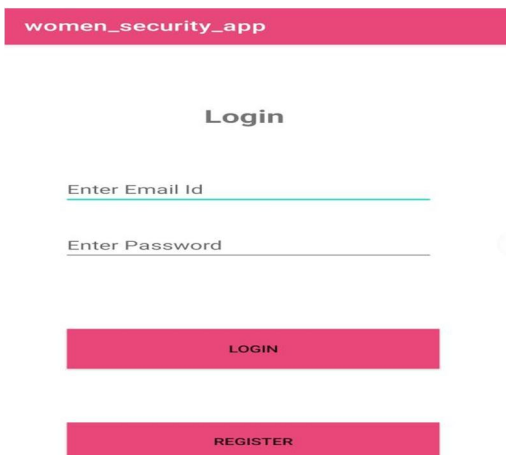 women_security_app
Login
Enter Email Id
Enter Password
LOGIN
REGISTER